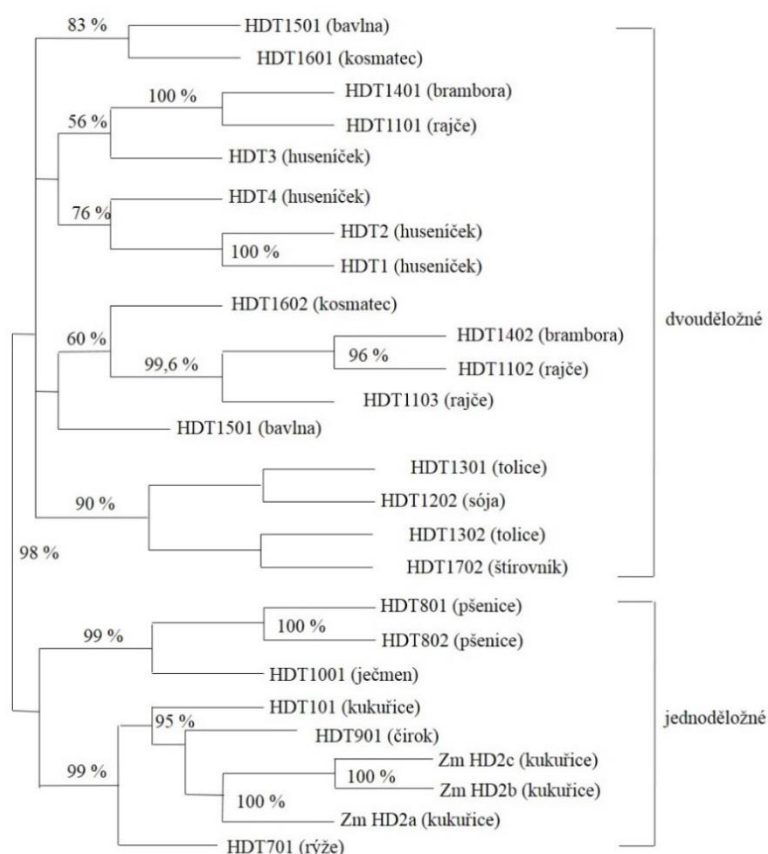 83 %
HDT1501 (bavlna)
HDT1601 (kosmatec)
100 %
HDT1401 (brambora)
HDT1101 (rajče)
56 %
HDT3 (huseníček)
HDT4 (huseníček)
76 %
HDT2 (huseníček)
100 %
HDT1 (huseníček)
HDT1602 (kosmatec)
dvouděložné
HDT1402 (brambora)
60 %
99,6 %
96 %
HDT1102 (rajče)
HDT1103 (rajče)
HDT1501 (bavlna)
HDT1301 (tolice)
90 %
HDT1202 (sója)
HDT1302 (tolice)
98 %
HDT1702 (štírovník)
HDT801 (pšenice)
100 %
99 %
HDT802 (pšenice)
HDT1001 (ječmen)
HDT101 (kukuřice)
95 %
jednoděložné
HDT901 (čirok)
Zm HD2c (kukuřice)
99 %
100 %
Zm HD2b (kukuřice)
100 %
Zm HD2a (kukuřice)
HDT701 (rýže)